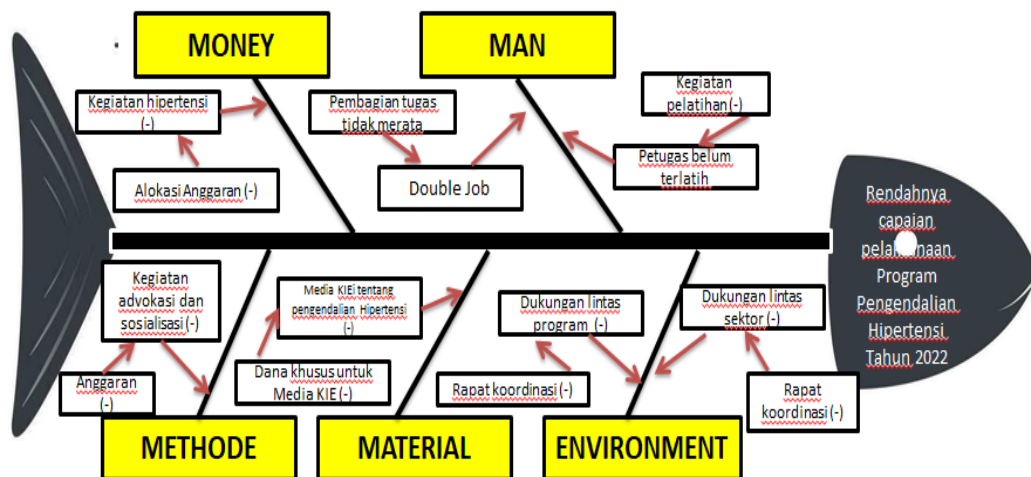 MONEY
MAN
Kegiatan hipertensi
(-)
Alokasi Anggaran (-)
Pembagian tugas
tidak merata
Double Job
Kegiatan
pelatihan (-)
Petugas belum
terlatih
Rendahnya
capaian
Program
Pengendalian
Hipertensi
Tahun 2022
Kegiatan
advokasi dan
sosialisasi (-)
Anggaran
(-)
Media KIE tentang
pengendalian Hipertensi
(-)
Dana khusus untuk
Media KIE (-)
Dukungan lintas
program (-)
Rapat koordinasi (-)
Dukungan lintas
sektor (-)
Rapat
koordinasi (-)
METHODE
MATERIAL
ENVIRONMENT